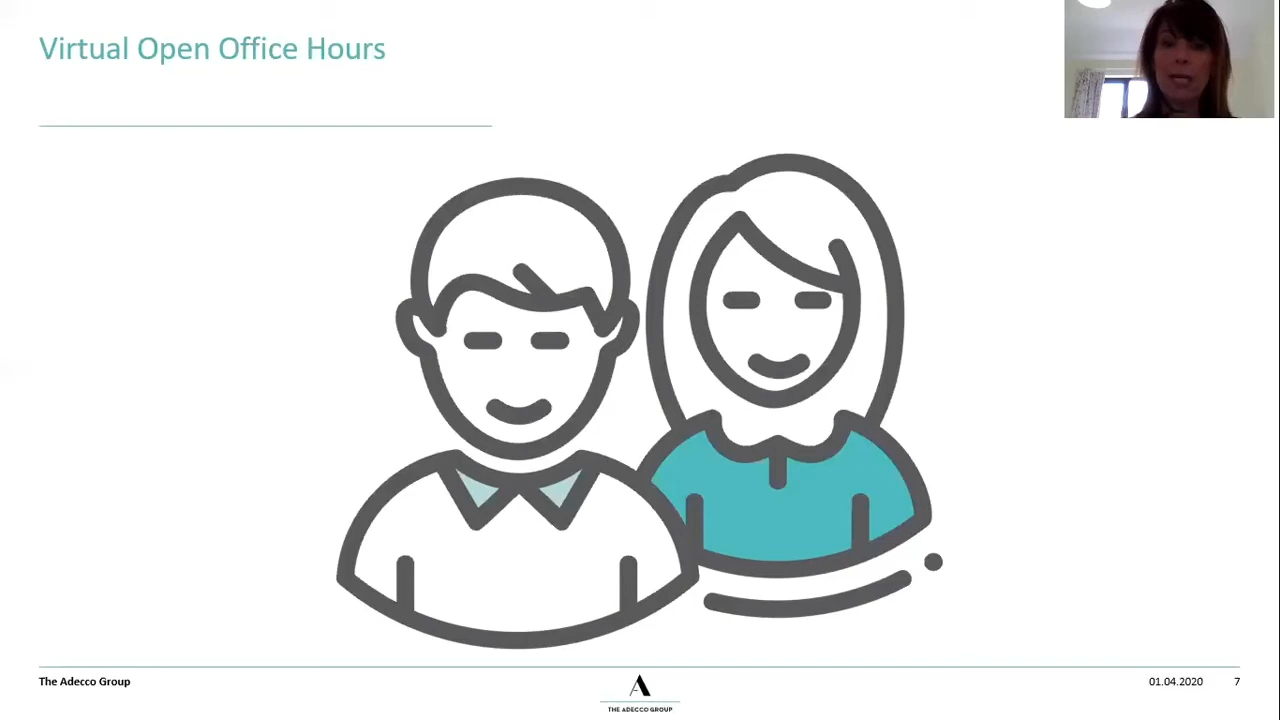 Virtual Open Office Hours
The Adecco Group
THE ADECCO GROUP
01.04.2020
7